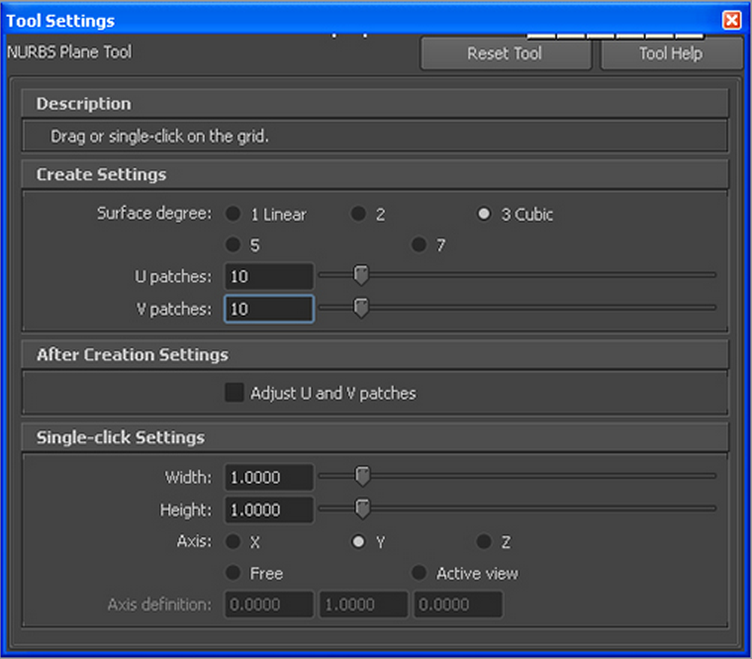 Tool Settings
NURBS Plane Tool Reset Tool Tool Help
Description
Drag or single-click on the grid.
Create Settings
Surface degree: 1 Linear 2 3 Cubic
5 7
U patches: 10
V patches: 10
After Creation Settings
Adjust U and V patches
Single-click Settings
Width: 1.0000
Height: 1.0000
Axis: X Y Z
Free Active view
Axis definition: 0.0000 1.0000 0.0000